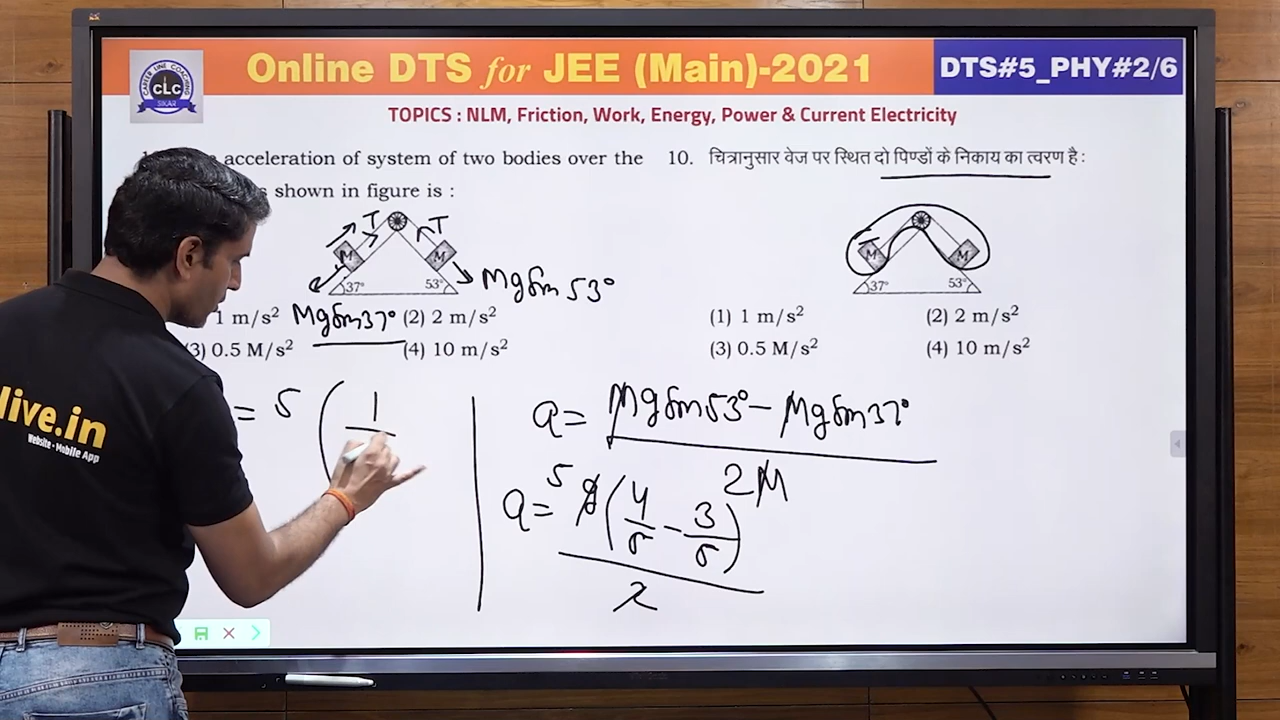 Online DTS for JEE (Main)-2021
DTS#5_PHY#2/6
CAREER LINE COACHING
CLC
SIKAR
TOPICS : NLM, Friction, Work, Energy, Power & Current Electricity
acceleration of system of two bodies over the
shown in figure is :
T
T
M
M
37°
53°
Mg sin 53°
Mg sin 37°
1 m/s²
(2) 2 m/s²
(3) 0.5 M/s²
(4) 10 m/s²
10. चित्रानुसार वेज पर स्थित दो पिण्डों के निकाय का त्वरण है :
M
M
37°
53°
(1) 1 m/s²
(2) 2 m/s²
(3) 0.5 M/s²
(4) 10 m/s²
= 5 ( 1
a = Mg sin 53° - Mg sin 37°
2M
a = 5 g ( 4/5 - 3/5 )
2
live.in
Website • Mobile App